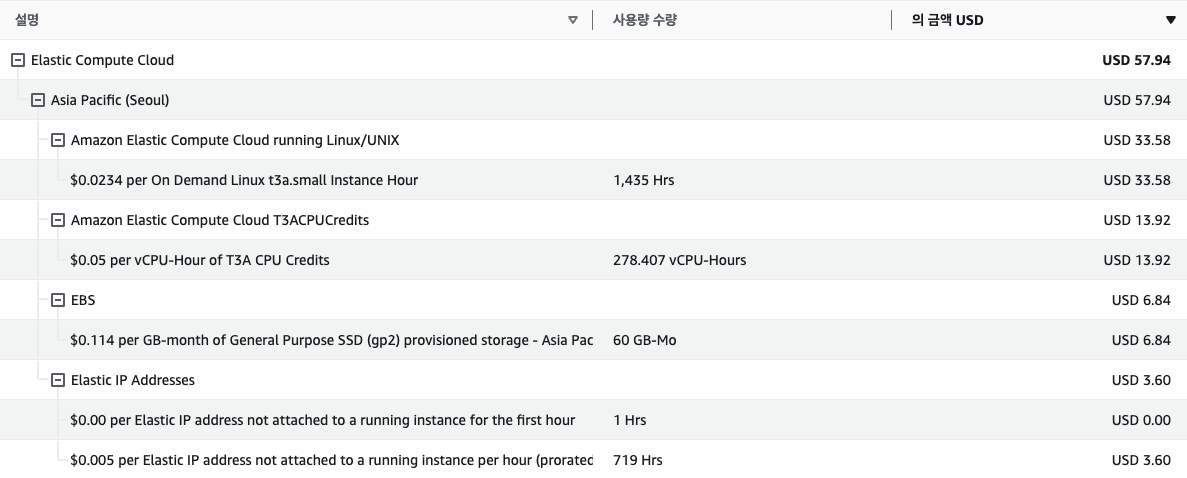 설명 사용량 수량 의 금액 USD
Elastic Compute Cloud USD 57.94
Asia Pacific (Seoul) USD 57.94
Amazon Elastic Compute Cloud running Linux/UNIX USD 33.58
$0.0234 per On Demand Linux t3a.small Instance Hour 1,435 Hrs USD 33.58
Amazon Elastic Compute Cloud T3ACPUCredits USD 13.92
$0.05 per vCPU-Hour of T3A CPU Credits 278.407 vCPU-Hours USD 13.92
EBS USD 6.84
$0.114 per GB-month of General Purpose SSD (gp2) provisioned storage - Asia Pac 60 GB-Mo USD 6.84
Elastic IP Addresses USD 3.60
$0.00 per Elastic IP address not attached to a running instance for the first hour 1 Hrs USD 0.00
$0.005 per Elastic IP address not attached to a running instance per hour (prorated 719 Hrs USD 3.60